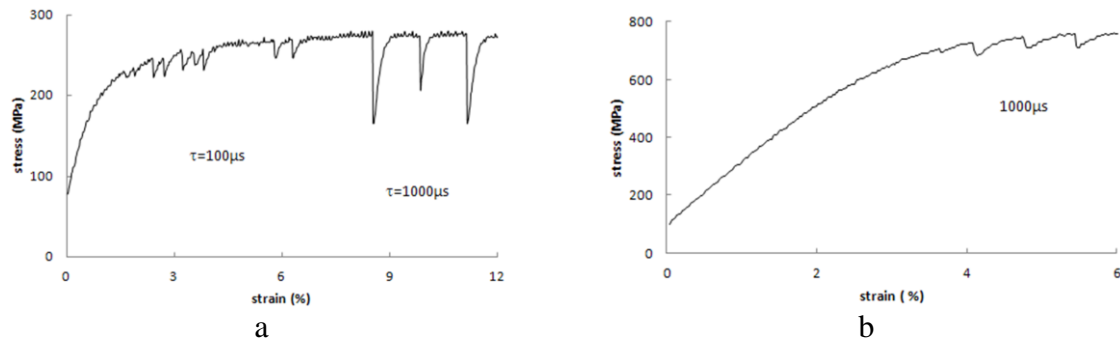 300
200
100
0
stress (MPa)
τ=100µs
τ=1000µs
0 3 6 9 12
strain (%)
a
800
600
400
200
0
stress (MPa)
1000µs
0 2 4 6
strain ( %)
b